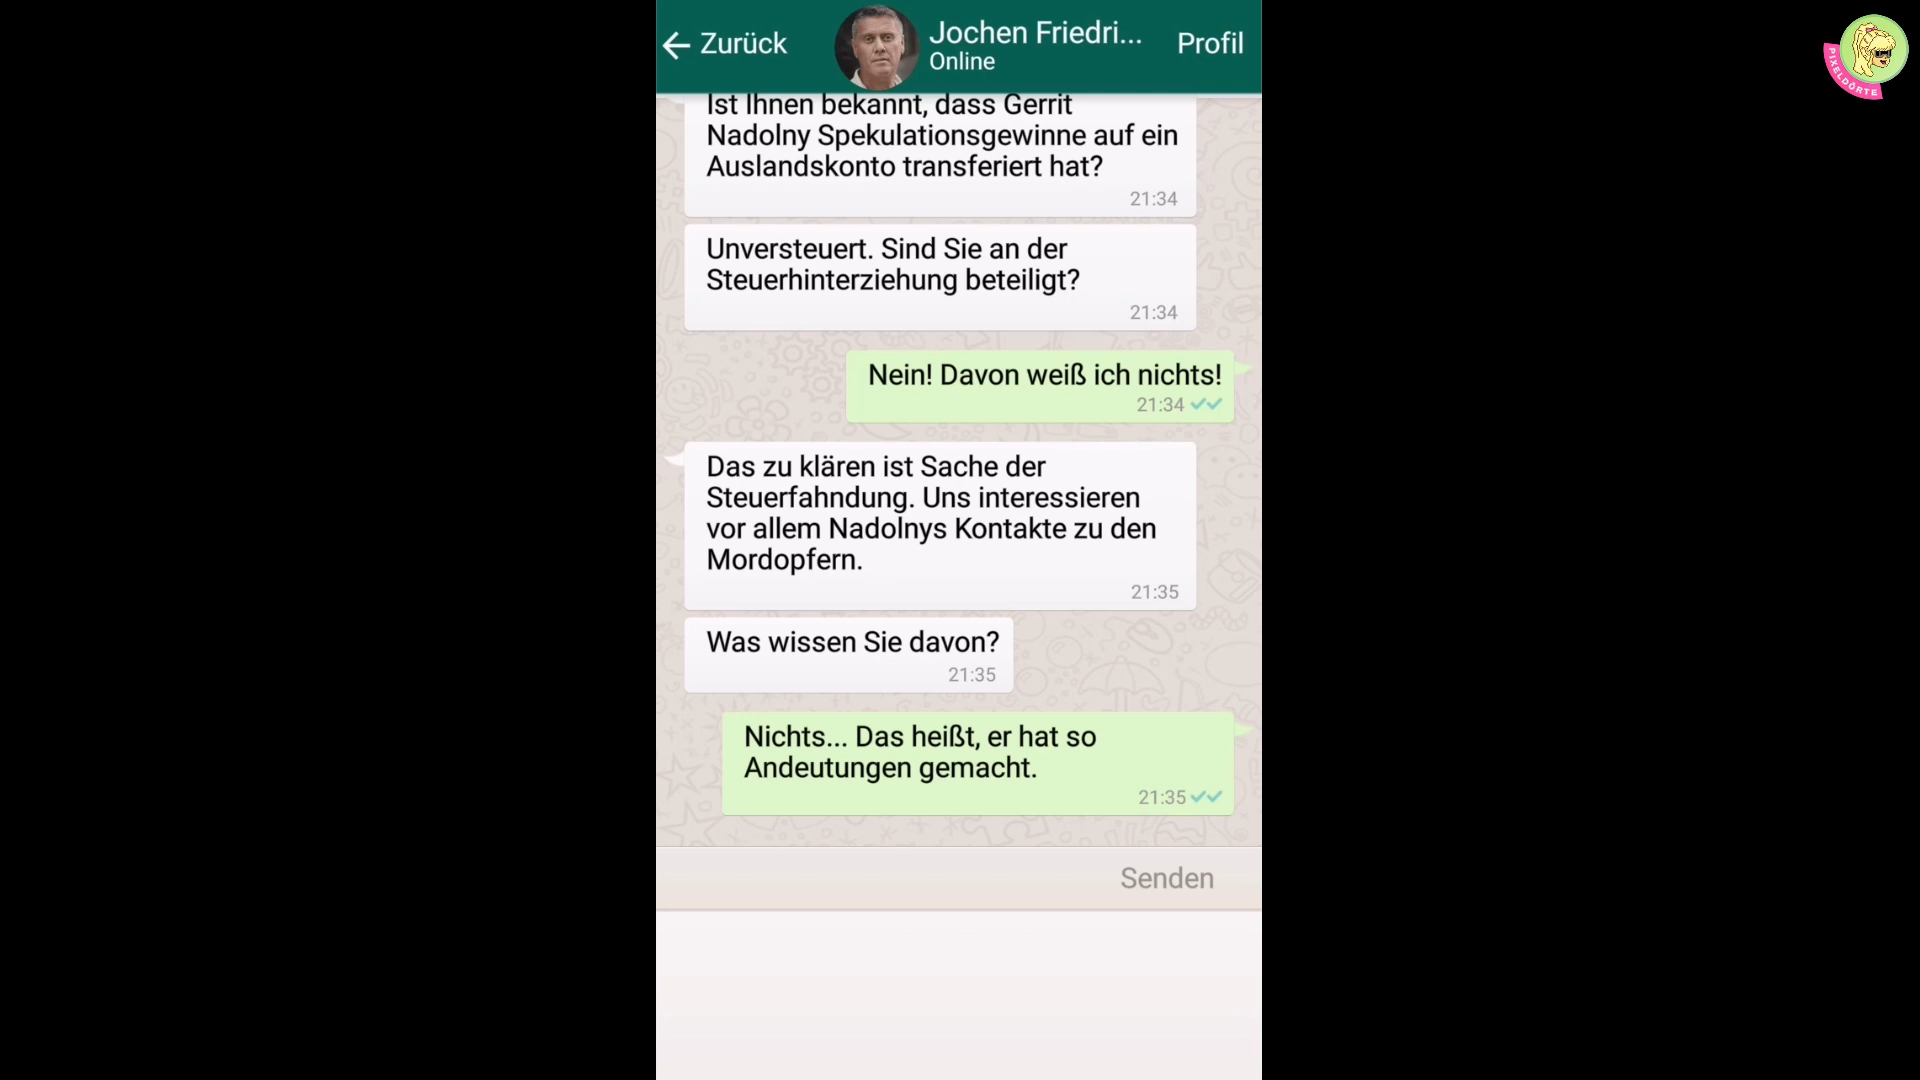 Zurück
Jochen Friedri...
Online
Profil
PIXELDÖRTE
Ist Ihnen bekannt, dass Gerrit
Nadolny Spekulationsgewinne auf ein
Auslandskonto transferiert hat?
21:34
Unversteuert. Sind Sie an der
Steuerhinterziehung beteiligt?
21:34
Nein! Davon weiß ich nichts!
21:34
Das zu klären ist Sache der
Steuerfahndung. Uns interessieren
vor allem Nadolnys Kontakte zu den
Mordopfern.
21:35
Was wissen Sie davon?
21:35
Nichts... Das heißt, er hat so
Andeutungen gemacht.
21:35
Senden